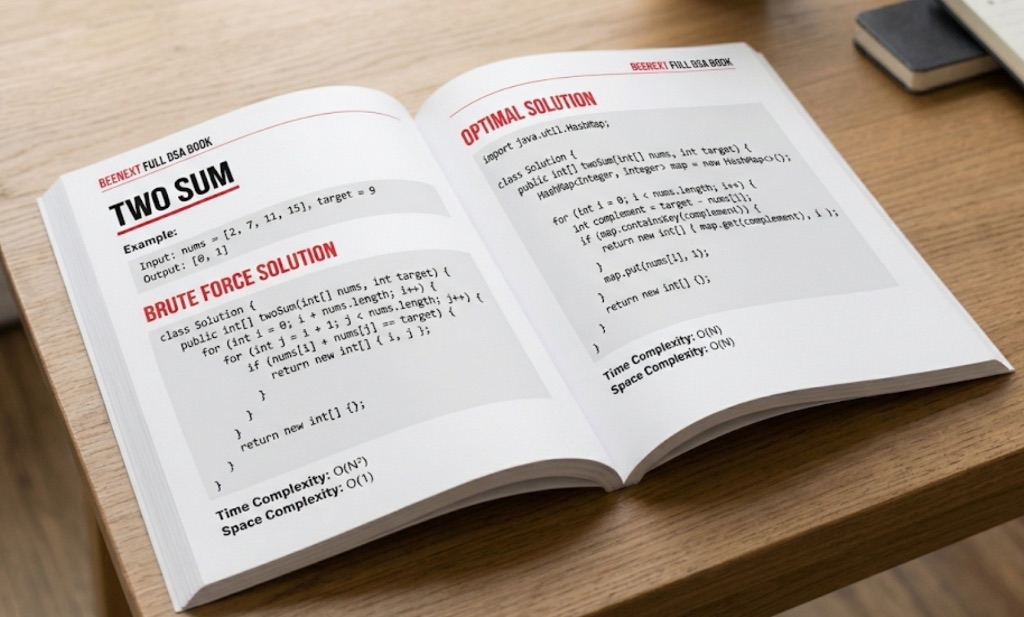 BEENEXT FULL DSA BOOK
TWO SUM
Example:
Input: nums = [2, 7, 11, 15], target = 9
Output: [0, i]
BRUTE FORCE SOLUTION
class Solution {
public int[] twoSum(int[] nums, int target) {
for (int i = 0; i + nums.length; i++) {
for (int j = i + 1; j < nums.length; j++) {
if (nums[i] + nums[j] == target) {
return new int[] { i, j };
}
}
}
return new int[] {};
}
}
Time Complexity: O(N²)
Space Complexity: O(1)
BEENEXT FULL DSA BOOK
OPTIMAL SOLUTION
import java.util.HashMap;
class Solution {
public int[] twoSum(int[] nums, int target) {
HashMap<Integer, integer> map = new HashMap<>();
for (int i = 0; i < nums.length, i++) {
int complement = target - nums[i];
if (map.containsKey(complement)) {
return new int[] { map.get(complement), i };
}
map.put(nums[i], i);
}
return new int[] {};
}
}
Time Complexity: O(N)
Space Complexity: O(N)